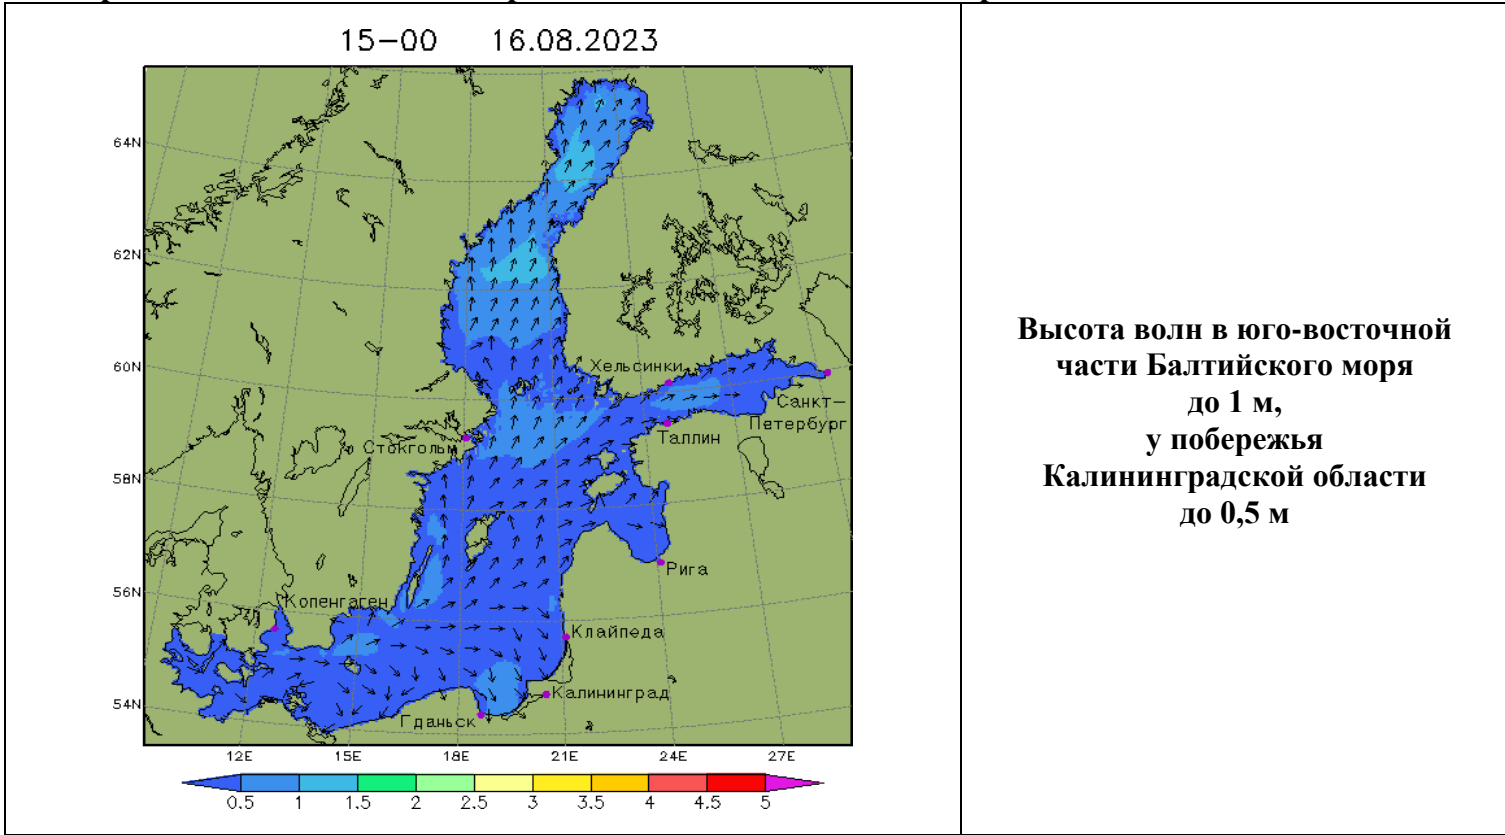 15-00 16.08.2023
64N
62N
60N
58N
56N
54N
Хельсинки
Санкт-
Петербург
Таллин
Стокгольм
Рига
Копенгаген
Клайпеда
Калининград
Гданьск
12E 15E 18E 21E 24E 27E
0.5 1 1.5 2 2.5 3 3.5 4 4.5 5
Высота волн в юго-восточной
части Балтийского моря
до 1 м,
у побережья
Калининградской области
до 0,5 м